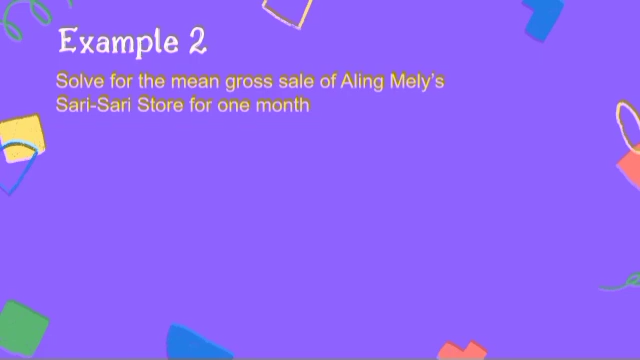 Example 2
Solve for the mean gross sale of Aling Mely's
Sari-Sari Store for one month